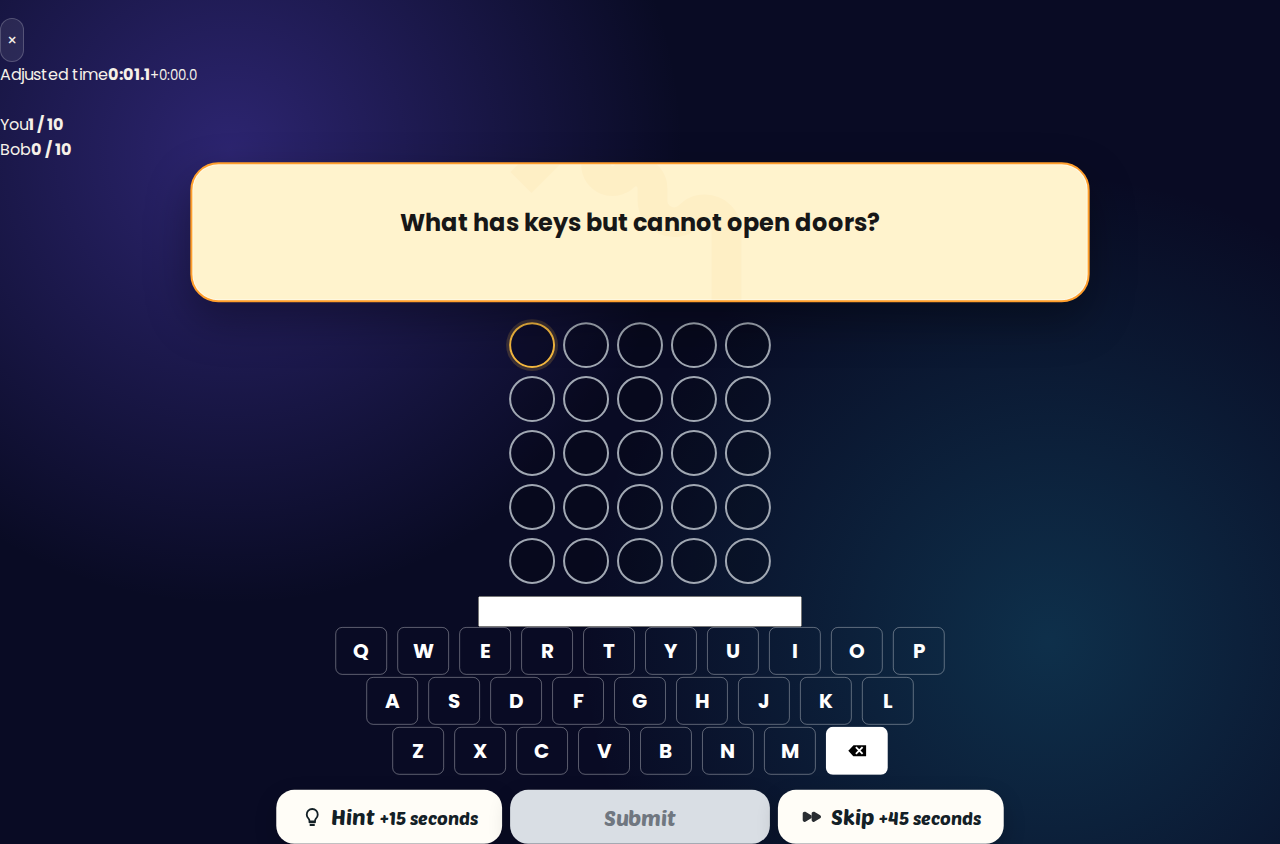 ×
Adjusted time0:01.1+0:00.0
You1 / 10
Bob0 / 10
What has keys but cannot open doors?
Q W E R T Y U I O P
A S D F G H J K L
Z X C V B N M
Hint +15 seconds Submit Skip +45 seconds